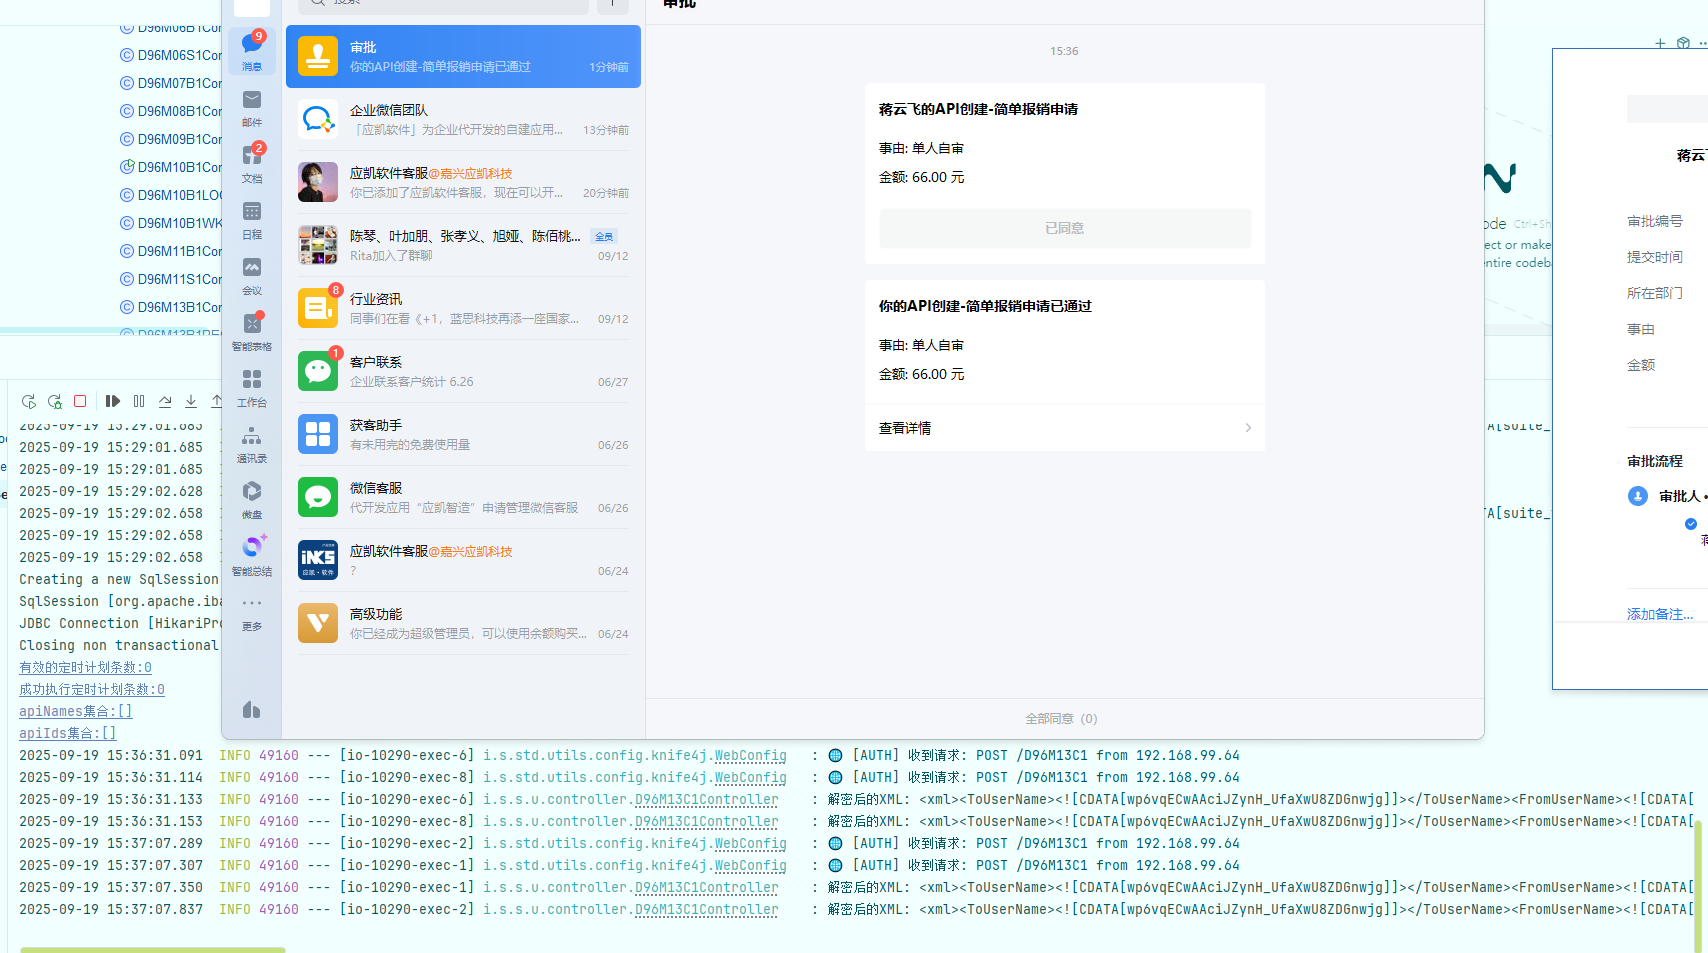 D96M06B1Cor
D96M06S1Cor
D96M07B1Cor
D96M08B1Cor
D96M09B1Cor
D96M10B1Cor
D96M10B1LO
D96M10B1WK
D96M11B1Cor
D96M11S1Cor
D96M13B1Cor
搜索
9
消息
邮件
2
文档
日程
会议
智能表格
工作台
通讯录
微盘
智能总结
更多
审批
你的API创建-简单报销申请已通过
1分钟前
企业微信团队
「应凯软件」为企业代开发的自建应用...
13分钟前
应凯软件客服@嘉兴应凯科技
你已添加了应凯软件客服，现在可以开...
20分钟前
陈琴、叶加朋、张孝义、旭娅、陈佰桃...
全员
Rita加入了群聊
09/12
8
行业资讯
同事们在看《+1，蓝思科技再添一座国家...
09/12
1
客户联系
企业联系客户统计 6.26
06/27
获客助手
有未用完的免费使用量
06/26
微信客服
代开发应用“应凯智造”申请管理微信客服
06/26
应凯软件客服@嘉兴应凯科技
?
06/24
iNKS
应凯·软件
高级功能
你已经成为超级管理员，可以使用余额购买...
06/24
审批
15:36
蒋云飞的API创建-简单报销申请
事由: 单人自审
金额: 66.00 元
已同意
你的API创建-简单报销申请已通过
事由: 单人自审
金额: 66.00 元
查看详情
全部同意（0）
ode Ctrl+Sh
ect or make
entire codeb
蒋云
审批编号
提交时间
所在部门
事由
金额
审批流程
审批人 •
添加备注...
A[suite_
TA[suite_
2025-09-19 15:29:01.685
2025-09-19 15:29:01.685
2025-09-19 15:29:01.685
2025-09-19 15:29:02.628
2025-09-19 15:29:02.658
2025-09-19 15:29:02.658
2025-09-19 15:29:02.658
Creating a new SqlSession
SqlSession [org.apache.iba
JDBC Connection [HikariPro
Closing non transactional
有效的定时计划条数:0
成功执行定时计划条数:0
apiNames集合:[]
apiIds集合:[]
2025-09-19 15:36:31.091 INFO 49160 --- [io-10290-exec-6] i.s.std.utils.config.knife4j.WebConfig : 🌐 [AUTH] 收到请求: POST /D96M13C1 from 192.168.99.64
2025-09-19 15:36:31.114 INFO 49160 --- [io-10290-exec-8] i.s.std.utils.config.knife4j.WebConfig : 🌐 [AUTH] 收到请求: POST /D96M13C1 from 192.168.99.64
2025-09-19 15:36:31.133 INFO 49160 --- [io-10290-exec-6] i.s.s.u.controller.D96M13C1Controller : 解密后的XML: <xml><ToUserName><![CDATA[wp6vqECwAAciJZynH_UfaXwU8ZDGnwjg]]></ToUserName><FromUserName><![CDATA[
2025-09-19 15:36:31.153 INFO 49160 --- [io-10290-exec-8] i.s.s.u.controller.D96M13C1Controller : 解密后的XML: <xml><ToUserName><![CDATA[wp6vqECwAAciJZynH_UfaXwU8ZDGnwjg]]></ToUserName><FromUserName><![CDATA[
2025-09-19 15:37:07.289 INFO 49160 --- [io-10290-exec-2] i.s.std.utils.config.knife4j.WebConfig : 🌐 [AUTH] 收到请求: POST /D96M13C1 from 192.168.99.64
2025-09-19 15:37:07.307 INFO 49160 --- [io-10290-exec-1] i.s.std.utils.config.knife4j.WebConfig : 🌐 [AUTH] 收到请求: POST /D96M13C1 from 192.168.99.64
2025-09-19 15:37:07.350 INFO 49160 --- [io-10290-exec-1] i.s.s.u.controller.D96M13C1Controller : 解密后的XML: <xml><ToUserName><![CDATA[wp6vqECwAAciJZynH_UfaXwU8ZDGnwjg]]></ToUserName><FromUserName><![CDATA[
2025-09-19 15:37:07.837 INFO 49160 --- [io-10290-exec-2] i.s.s.u.controller.D96M13C1Controller : 解密后的XML: <xml><ToUserName><![CDATA[wp6vqECwAAciJZynH_UfaXwU8ZDGnwjg]]></ToUserName><FromUserName><![CDATA[